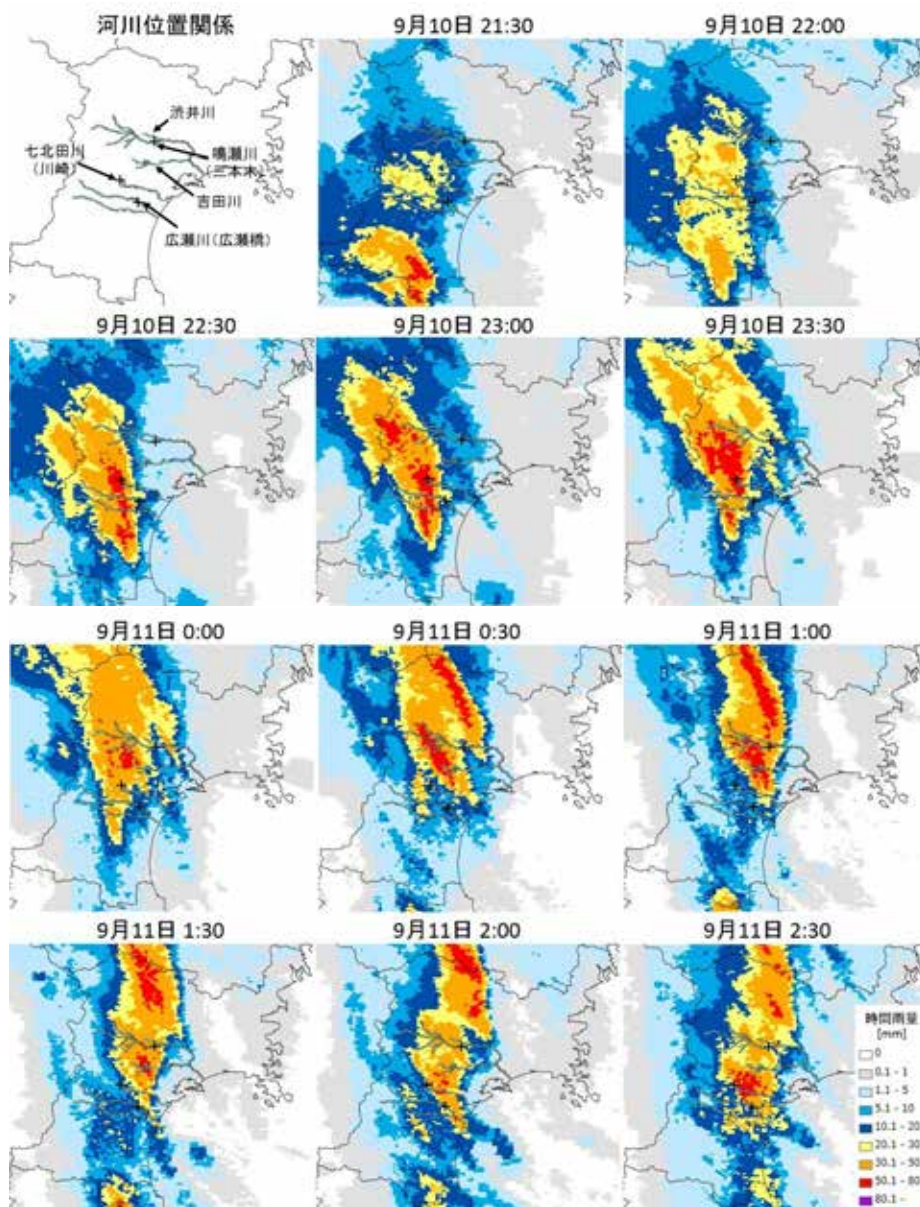 河川位置関係
渋井川
七北田川
(川崎)
鳴瀬川
(三本木)
吉田川
広瀬川(広瀬橋)
9月10日 21:30
9月10日 22:00
9月10日 22:30
9月10日 23:00
9月10日 23:30
9月11日 0:00
9月11日 0:30
9月11日 1:00
9月11日 1:30
9月11日 2:00
9月11日 2:30
時間雨量
[mm]
0
0.1 - 1
1.1 - 5
5.1 - 10
10.1 - 20
20.1 - 30
30.1 - 50
50.1 - 80
80.1 -